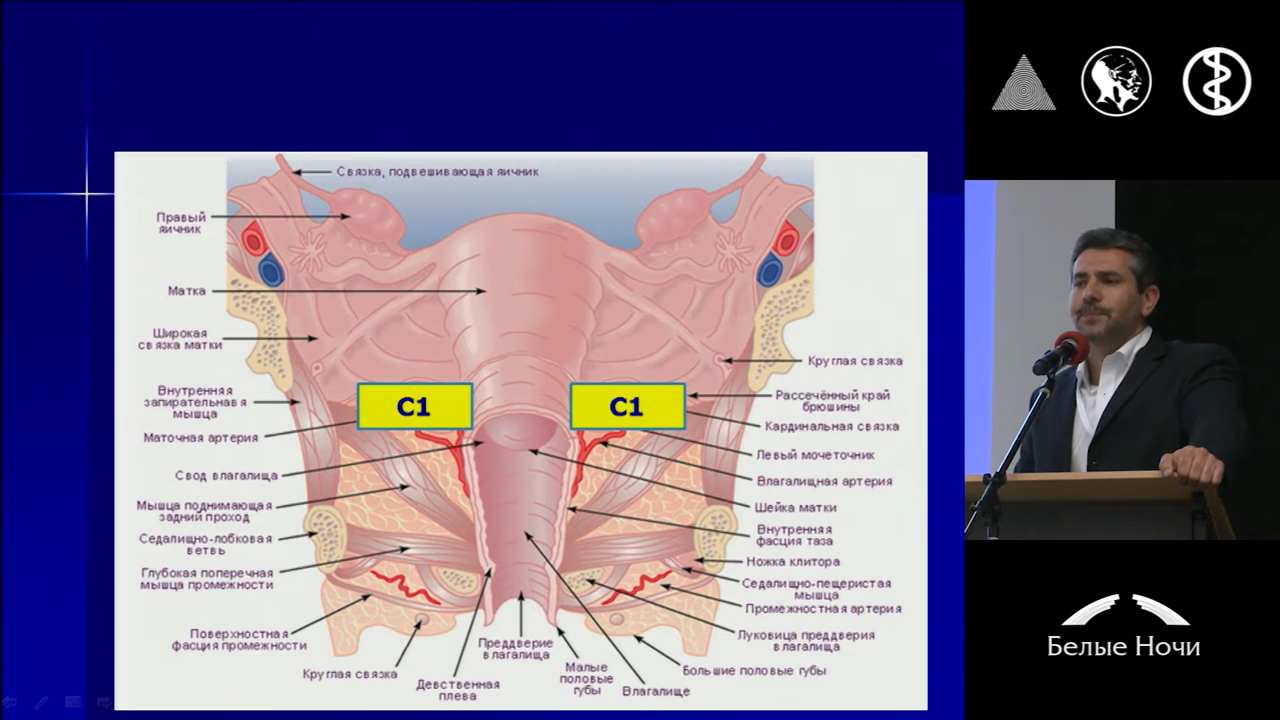 Связка, подвешивающая яичник
Правый
яичник
Матка
Широкая
связка матки
Внутренняя
запирательная
мышца
Маточная артерия
Свод влагалища
Мышца поднимающая
задний проход
Седалищно-лобковая
ветвь
Глубокая поперечная
мышца промежности
Поверхностная
фасция промежности
Круглая связка
Девственная
плева
Преддверие
влагалища
Малые
половые
губы
Влагалище
C1
C1
Круглая связка
Рассечённый край
брюшины
Кардинальная связка
Левый мочеточник
Влагалищная артерия
Шейка матки
Внутренняя
фасция таза
Ножка клитора
Седалищно-пещеристая
мышца
Промежностная артерия
Луковица преддверия
влагалища
Большие половые губы
Белые Ночи